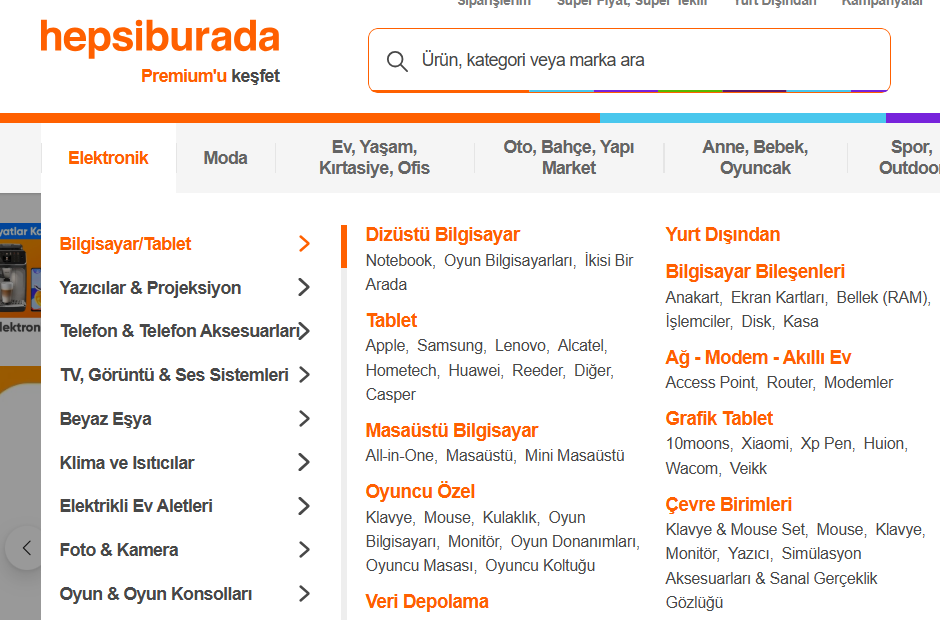 Siparişlerim Süper Fiyat, Süper Teklif Yurt Dışından Kampanyalar
hepsiburada
Premium'u keşfet
Ürün, kategori veya marka ara
Elektronik
Moda
Ev, Yaşam,
Kırtasiye, Ofis
Oto, Bahçe, Yapı
Market
Anne, Bebek,
Oyuncak
Spor,
Outdoor
Bilgisayar/Tablet
Yazıcılar & Projeksiyon
Telefon & Telefon Aksesuarları
TV, Görüntü & Ses Sistemleri
Beyaz Eşya
Klima ve Isıtıcılar
Elektrikli Ev Aletleri
Foto & Kamera
Oyun & Oyun Konsolları
Dizüstü Bilgisayar
Notebook, Oyun Bilgisayarları, İkisi Bir
Arada
Tablet
Apple, Samsung, Lenovo, Alcatel,
Hometech, Huawei, Reeder, Diğer,
Casper
Masaüstü Bilgisayar
All-in-One, Masaüstü, Mini Masaüstü
Oyuncu Özel
Klavye, Mouse, Kulaklık, Oyun
Bilgisayarı, Monitör, Oyun Donanımları,
Oyuncu Masası, Oyuncu Koltuğu
Veri Depolama
Yurt Dışından
Bilgisayar Bileşenleri
Anakart, Ekran Kartları, Bellek (RAM),
İşlemciler, Disk, Kasa
Ağ - Modem - Akıllı Ev
Access Point, Router, Modemler
Grafik Tablet
10moons, Xiaomi, Xp Pen, Huion,
Wacom, Veikk
Çevre Birimleri
Klavye & Mouse Set, Mouse, Klavye,
Monitör, Yazıcı, Simülasyon
Aksesuarları & Sanal Gerçeklik
Gözlüğü